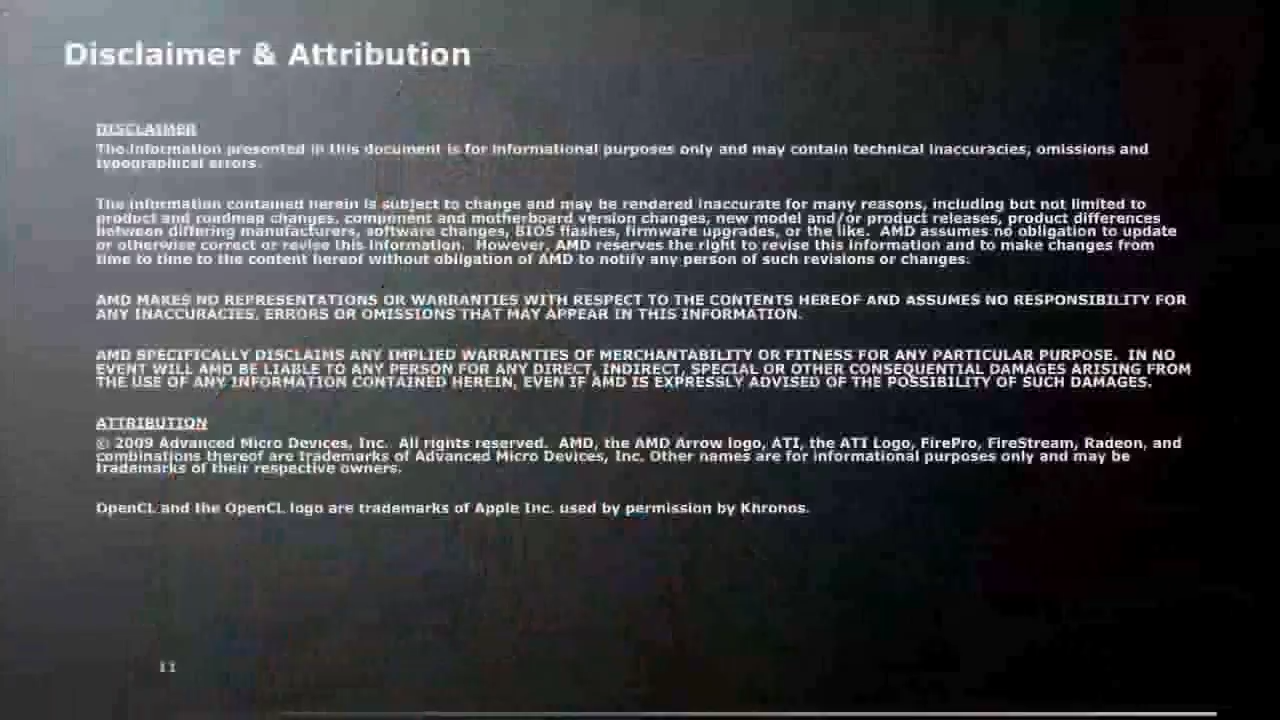 Disclaimer & Attribution
DISCLAIMER
The information presented in this document is for informational purposes only and may contain technical inaccuracies, omissions and
typographical errors.
The information contained herein is subject to change and may be rendered inaccurate for many reasons, including but not limited to
product and roadmap changes, component and motherboard version changes, new model and/or product releases, product differences
between differing manufacturers, software changes, BIOS flashes, firmware upgrades, or the like.  AMD assumes no obligation to update
or otherwise correct or revise this information.  However, AMD reserves the right to revise this information and to make changes from
time to time to the content hereof without obligation of AMD to notify any person of such revisions or changes.
AMD MAKES NO REPRESENTATIONS OR WARRANTIES WITH RESPECT TO THE CONTENTS HEREOF AND ASSUMES NO RESPONSIBILITY FOR
ANY INACCURACIES, ERRORS OR OMISSIONS THAT MAY APPEAR IN THIS INFORMATION.
AMD SPECIFICALLY DISCLAIMS ANY IMPLIED WARRANTIES OF MERCHANTABILITY OR FITNESS FOR ANY PARTICULAR PURPOSE.  IN NO
EVENT WILL AMD BE LIABLE TO ANY PERSON FOR ANY DIRECT, INDIRECT, SPECIAL OR OTHER CONSEQUENTIAL DAMAGES ARISING FROM
THE USE OF ANY INFORMATION CONTAINED HEREIN, EVEN IF AMD IS EXPRESSLY ADVISED OF THE POSSIBILITY OF SUCH DAMAGES.
ATTRIBUTION
© 2009 Advanced Micro Devices, Inc.  All rights reserved.  AMD, the AMD Arrow logo, ATI, the ATI Logo, FirePro, FireStream, Radeon, and
combinations thereof are trademarks of Advanced Micro Devices, Inc. Other names are for informational purposes only and may be
trademarks of their respective owners.
OpenCL and the OpenCL logo are trademarks of Apple Inc. used by permission by Khronos.
11